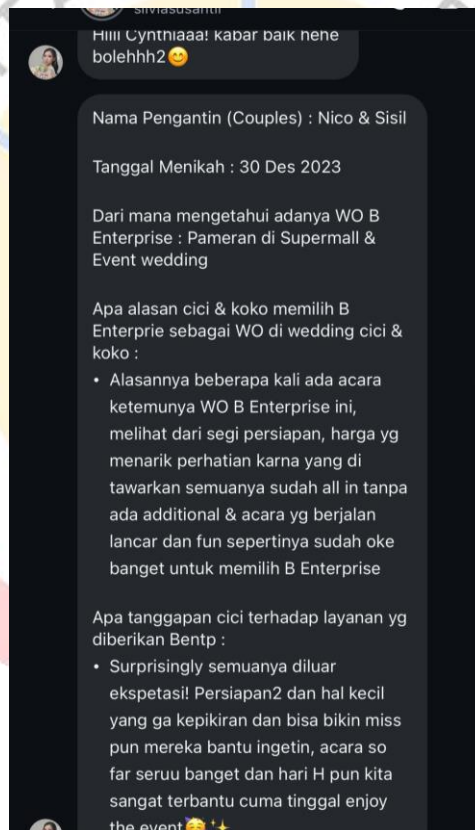 silviasusantii
Hiiii Cynthiaaa! kabar baik hehe
bolehhh2😊
Nama Pengantin (Couples) : Nico & Sisil
Tanggal Menikah : 30 Des 2023
Dari mana mengetahui adanya WO B
Enterprise : Pameran di Supermall &
Event wedding
Apa alasan cici & koko memilih B
Enterprie sebagai WO di wedding cici &
koko :
• Alasannya beberapa kali ada acara
ketemunya WO B Enterprise ini,
melihat dari segi persiapan, harga yg
menarik perhatian karna yang di
tawarkan semuanya sudah all in tanpa
ada additional & acara yg berjalan
lancar dan fun sepertinya sudah oke
banget untuk memilih B Enterprise
Apa tanggapan cici terhadap layanan yg
diberikan Bentp :
• Surprisingly semuanya diluar
ekspetasi! Persiapan2 dan hal kecil
yang ga kepikiran dan bisa bikin miss
pun mereka bantu ingetin, acara so
far seruu banget dan hari H pun kita
sangat terbantu cuma tinggal enjoy
the event🥳✨